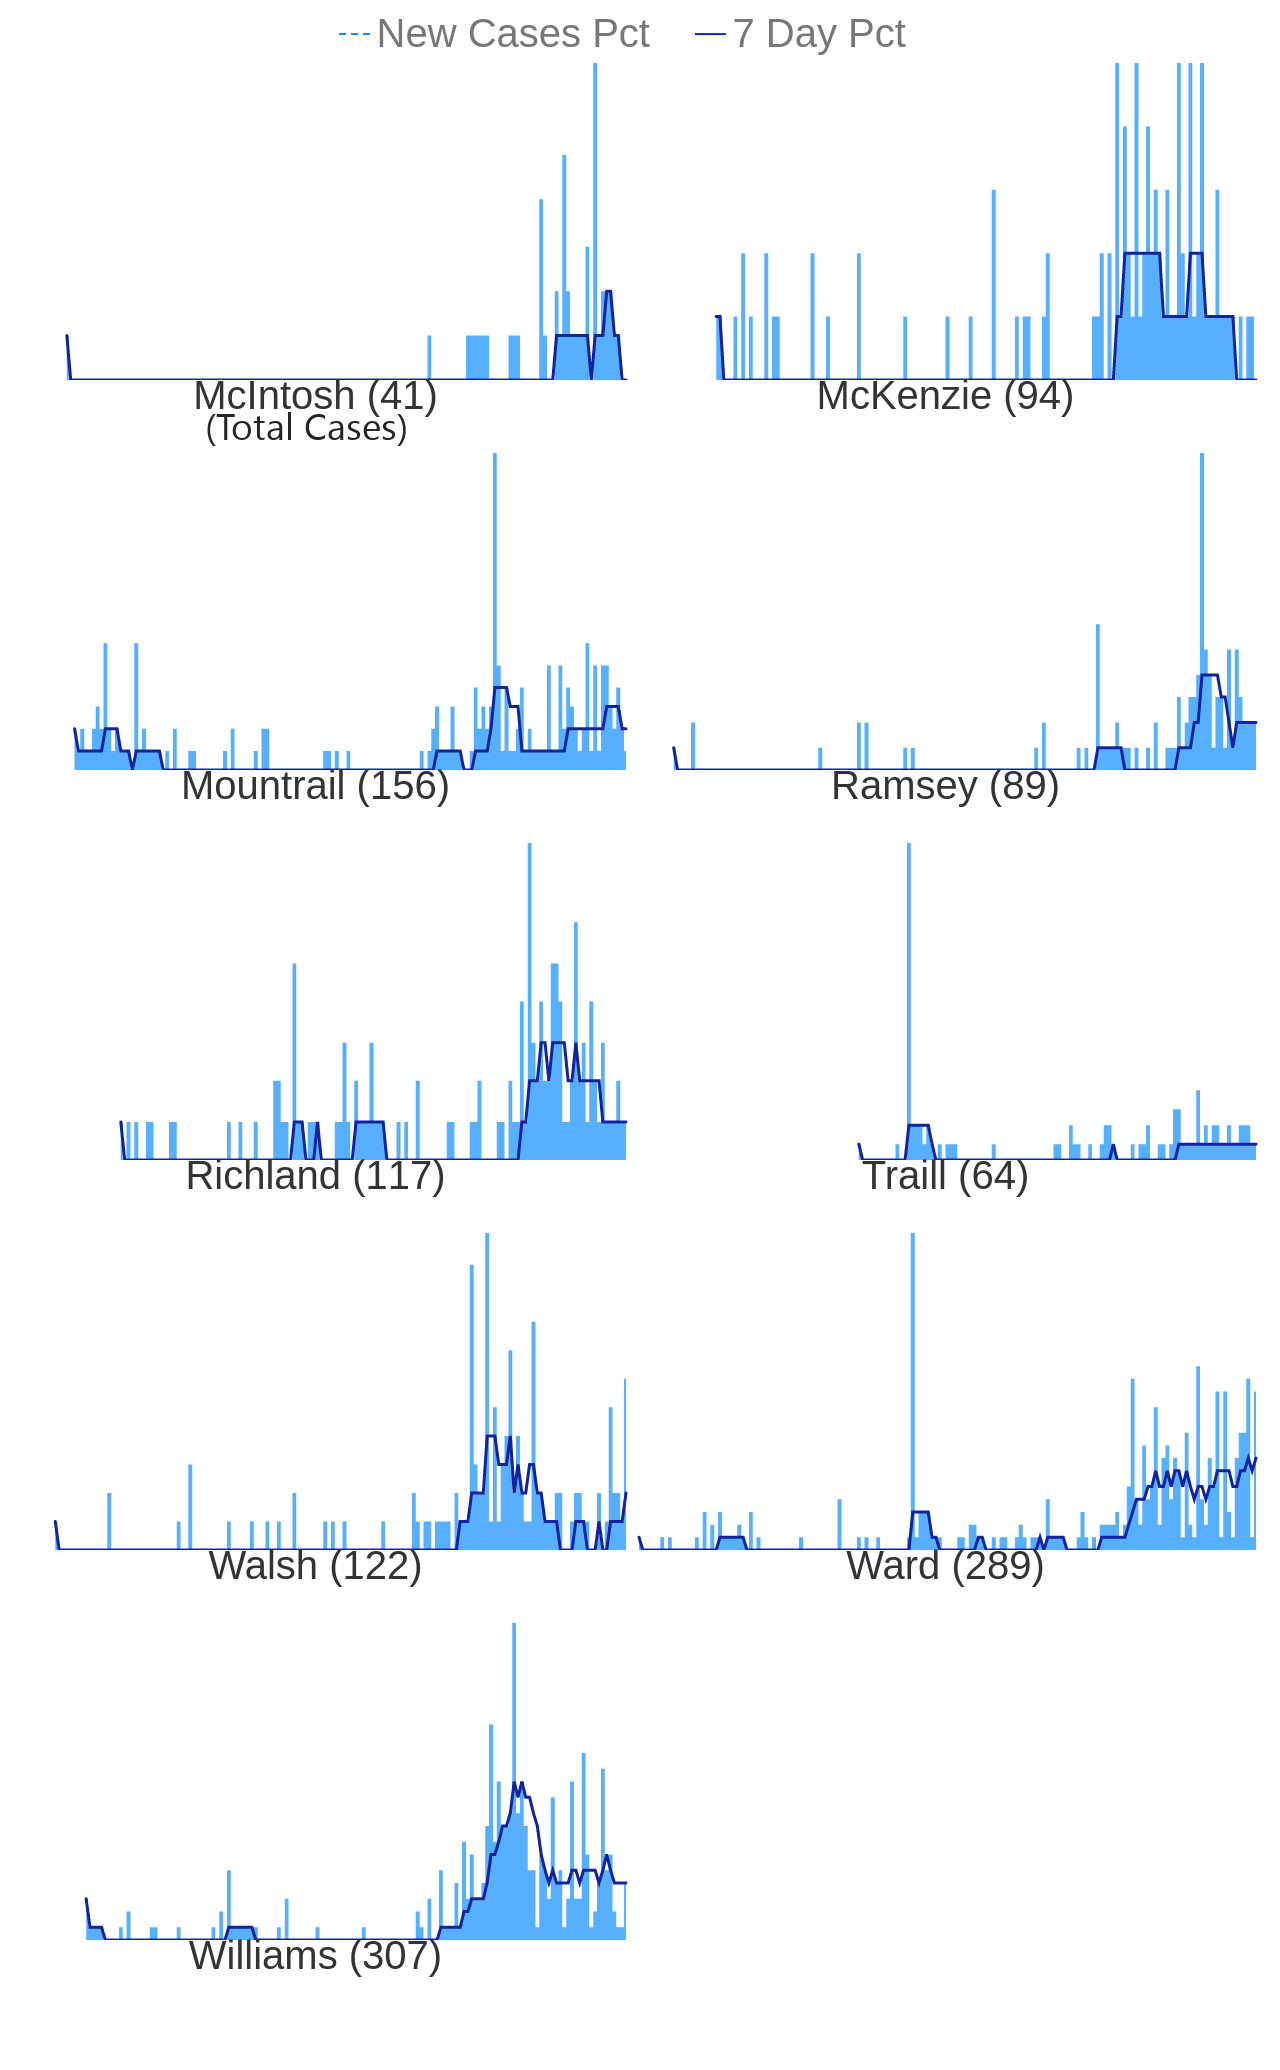 New Cases Pct 7 Day Pct
McIntosh (41) McKenzie (94)
(Total Cases)
Mountrail (156) Ramsey (89)
Richland (117) Traill (64)
Walsh (122) Ward (289)
Williams (307)